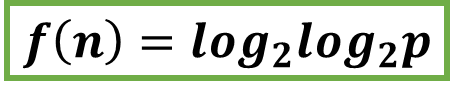 f(n) = log₂log₂p